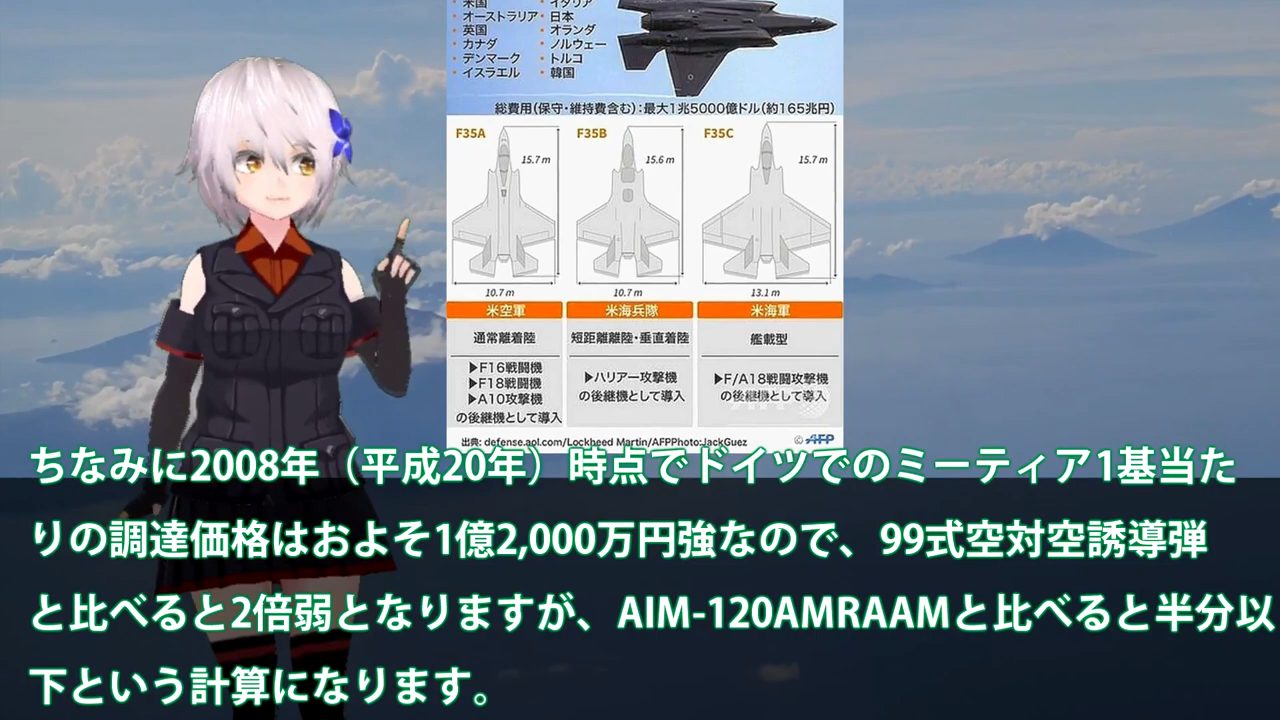 米国
イタリア
オーストラリア
日本
英国
オランダ
カナダ
ノルウェー
デンマーク
トルコ
イスラエル
韓国
総費用(保守・維持費含む):最大1兆5000億ドル(約165兆円)
F35A
F35B
F35C
15.7 m
15.6 m
15.7 m
10.7 m
10.7 m
13.1 m
米空軍
米海兵隊
米海軍
通常離着陸
短距離離陸・垂直着陸
艦載型
▶F16戦闘機
▶F18戦闘機
▶A10攻撃機
の後継機として導入
▶ハリアー攻撃機
の後継機として導入
▶F/A18戦闘攻撃機
の後継機として導入
出典: defense.aol.com/Lockheed Martin/AFPPhoto:JackGuez
© AFP
ちなみに2008年（平成20年）時点でドイツでのミーティア1基当た
りの調達価格はおよそ1億2,000万円強なので、99式空対空誘導弾
と比べると2倍弱となりますが、AIM-120AMRAAMと比べると半分以
下という計算になります。